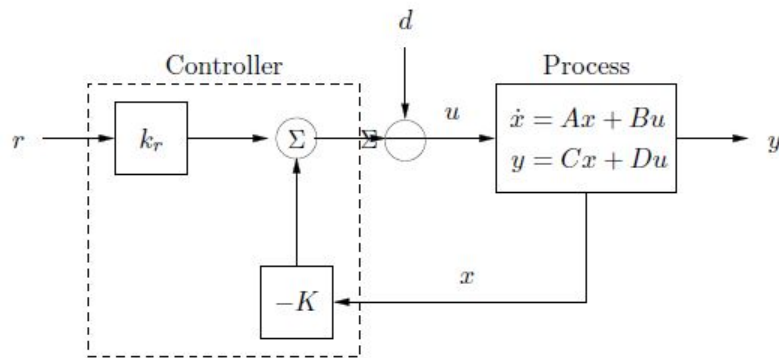 d
Controller
Process
r
k_r
Σ
Σ
u
ẋ = Ax + Bu
y = Cx + Du
y
x
−K